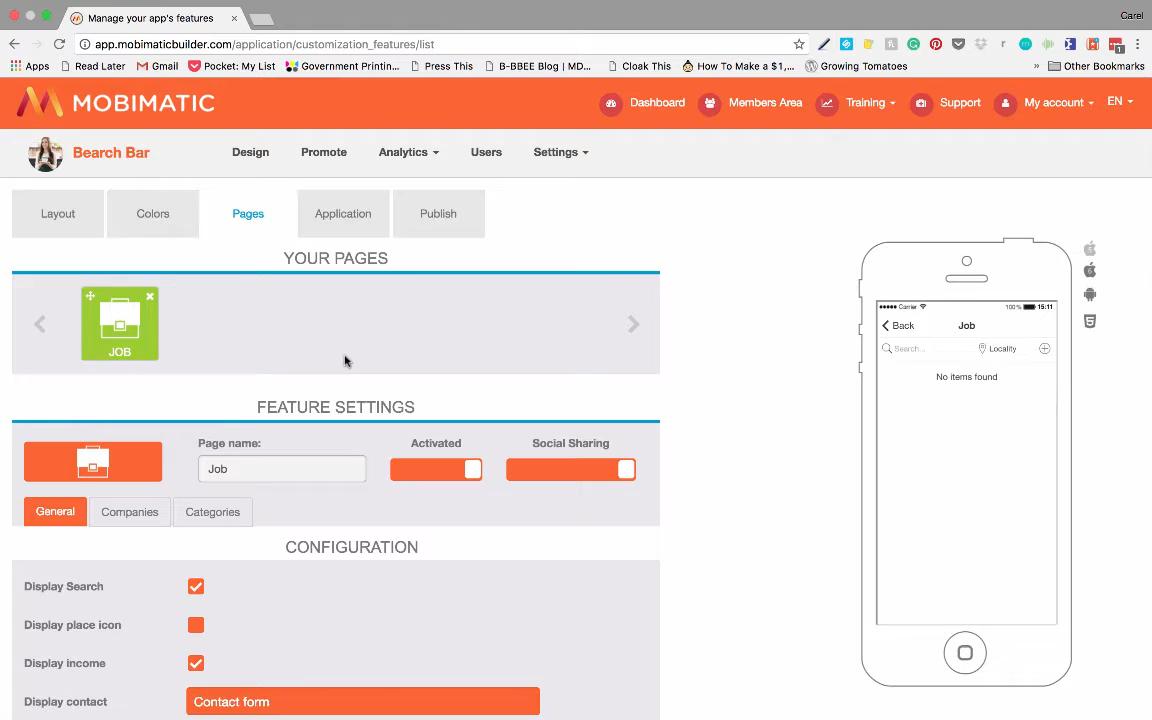 Manage your app's features
Carel
app.mobimaticbuilder.com/application/customization_features/list
Apps Read Later Gmail Pocket: My List Government Printin... Press This B-BBEE Blog | MD... Cloak This How To Make a $1,... Growing Tomatoes » Other Bookmarks
MOBIMATIC Dashboard Members Area Training Support My account EN
Bearch Bar Design Promote Analytics Users Settings
Layout Colors Pages Application Publish
YOUR PAGES
JOB
FEATURE SETTINGS
Page name: Activated Social Sharing
Job
General Companies Categories
CONFIGURATION
Display Search
Display place icon
Display income
Display contact Contact form
Carrier 100% 15:11
Back Job
Search... Locality
No items found